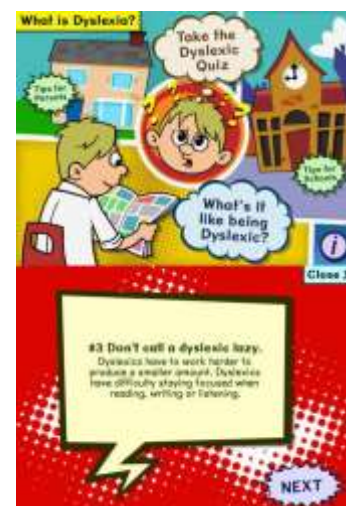 What is Dyslexia?
Take the
Dyslexic
Quiz
Tips for
Parents
Tips for
Schools
What's it
like being
Dyslexic?
i
Close
#3 Don't call a dyslexic lazy.
Dyslexics have to work harder to
produce a smaller amount. Dyslexics
have difficulty staying focused when
reading, writing or listening.
NEXT